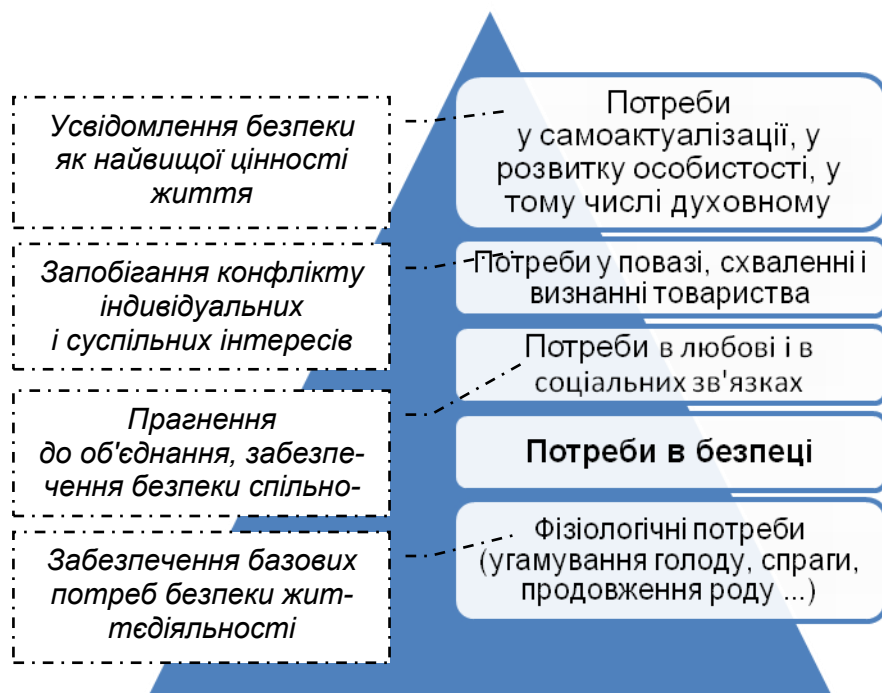 Усвідомлення безпеки
як найвищої цінності
життя
Потреби
у самоактуалізації, у
розвитку особистості, у
тому числі духовному
Запобігання конфлікту
індивідуальних
і суспільних інтересів
Потреби у повазі, схваленні і
визнанні товариства
Прагнення
до об'єднання, забезпе-
чення безпеки спільно-
Потреби в любові і в
соціальних зв'язках
Потреби в безпеці
Забезпечення базових
потреб безпеки жит-
тєдіяльності
Фізіологічні потреби
(угамування голоду, спраги,
продовження роду ...)